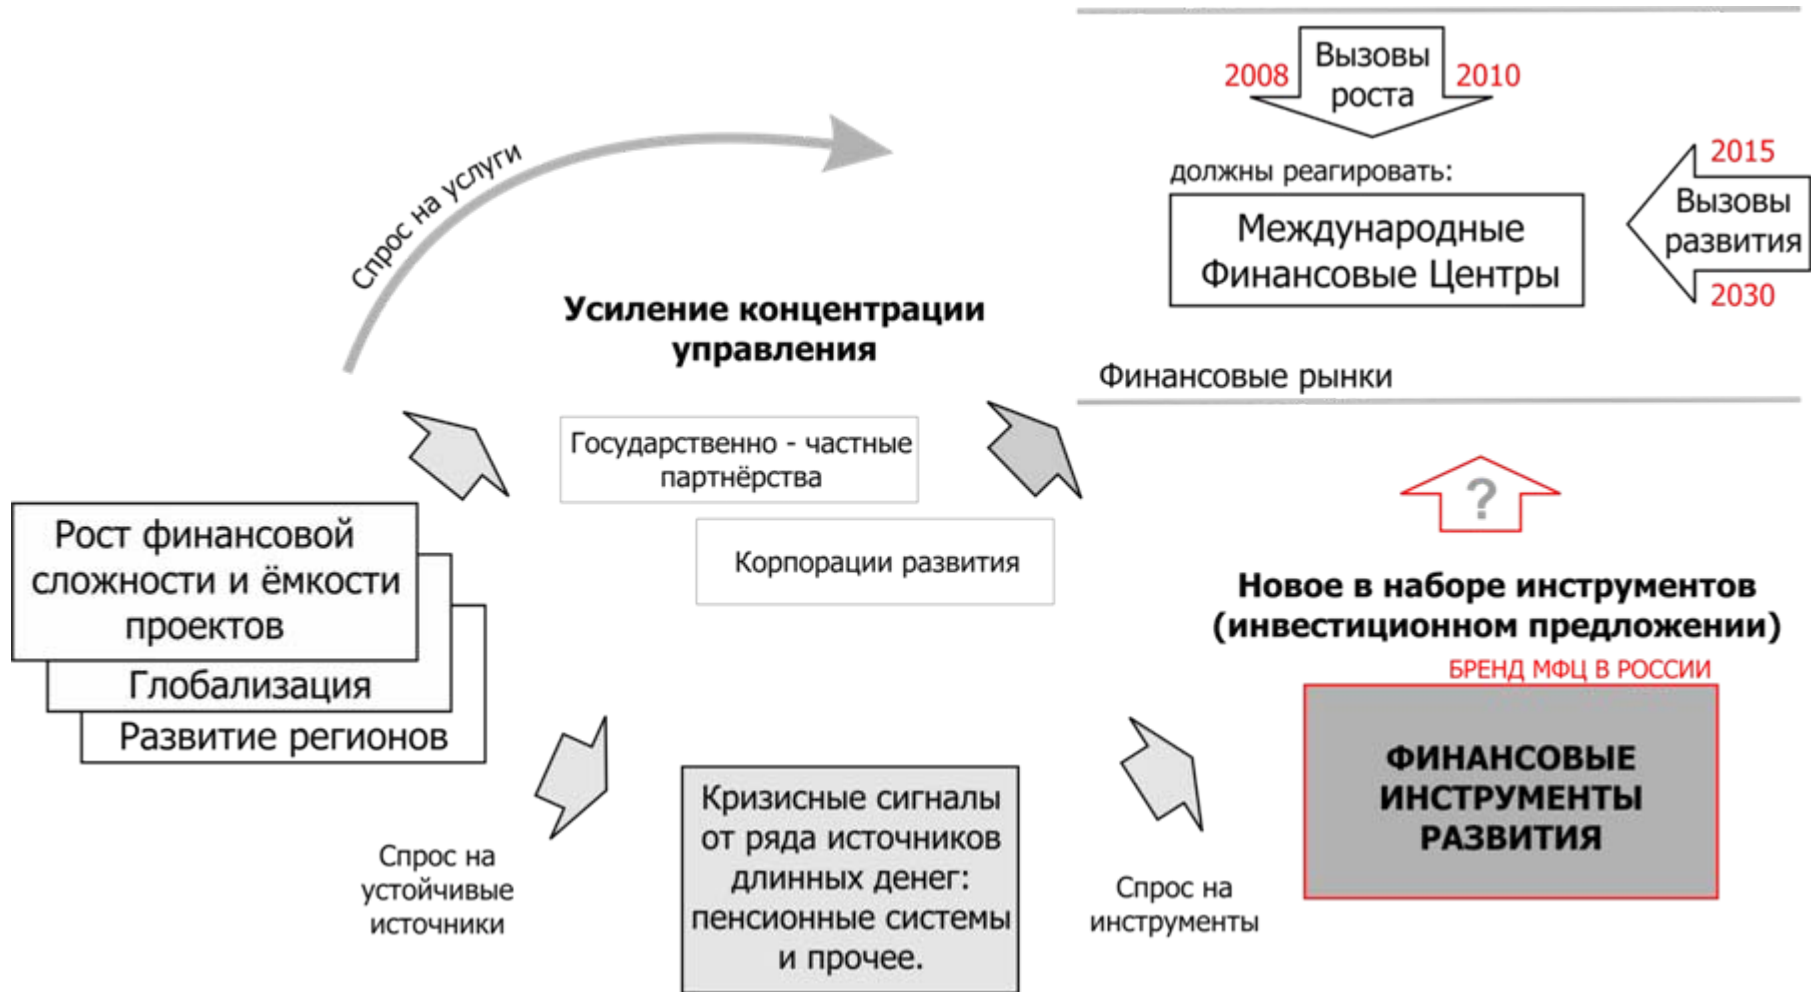 Вызовы
роста
2008
2010
должны реагировать:
Международные
Финансовые Центры
2015
Вызовы
развития
2030
Финансовые рынки
Спрос на услуги
Усиление концентрации
управления
Государственно - частные
партнёрства
Корпорации развития
Рост финансовой
сложности и ёмкости
проектов
Глобализация
Развитие регионов
?
Новое в наборе инструментов
(инвестиционном предложении)
БРЕНД МФЦ В РОССИИ
ФИНАНСОВЫЕ
ИНСТРУМЕНТЫ
РАЗВИТИЯ
Спрос на
устойчивые
источники
Кризисные сигналы
от ряда источников
длинных денег:
пенсионные системы
и прочее.
Спрос на
инструменты